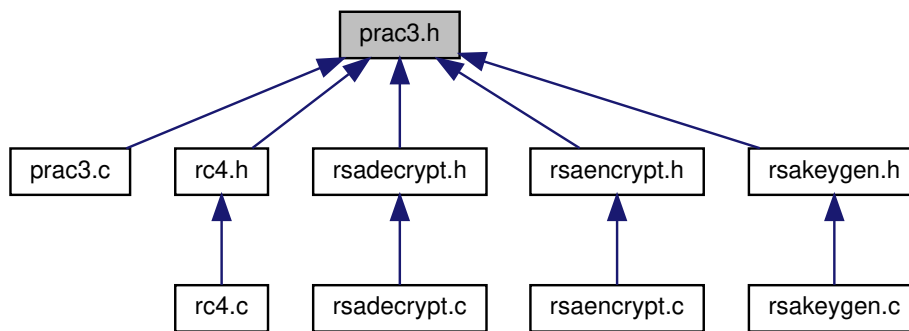 prac3.h
prac3.c
rc4.h
rsadecrypt.h
rsaencrypt.h
rsakeygen.h
rc4.c
rsadecrypt.c
rsaencrypt.c
rsakeygen.c